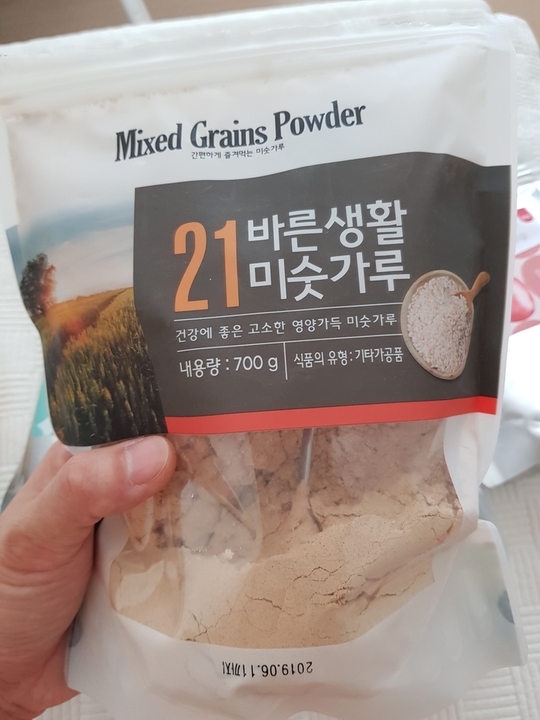 Mixed Grains Powder
간편하게 즐겨먹는 미숫가루
21 바른생활
미숫가루
건강에 좋은 고소한 영양가득 미숫가루
내용량 : 700 g 식품의 유형 : 기타가공품
2019.06.11까지